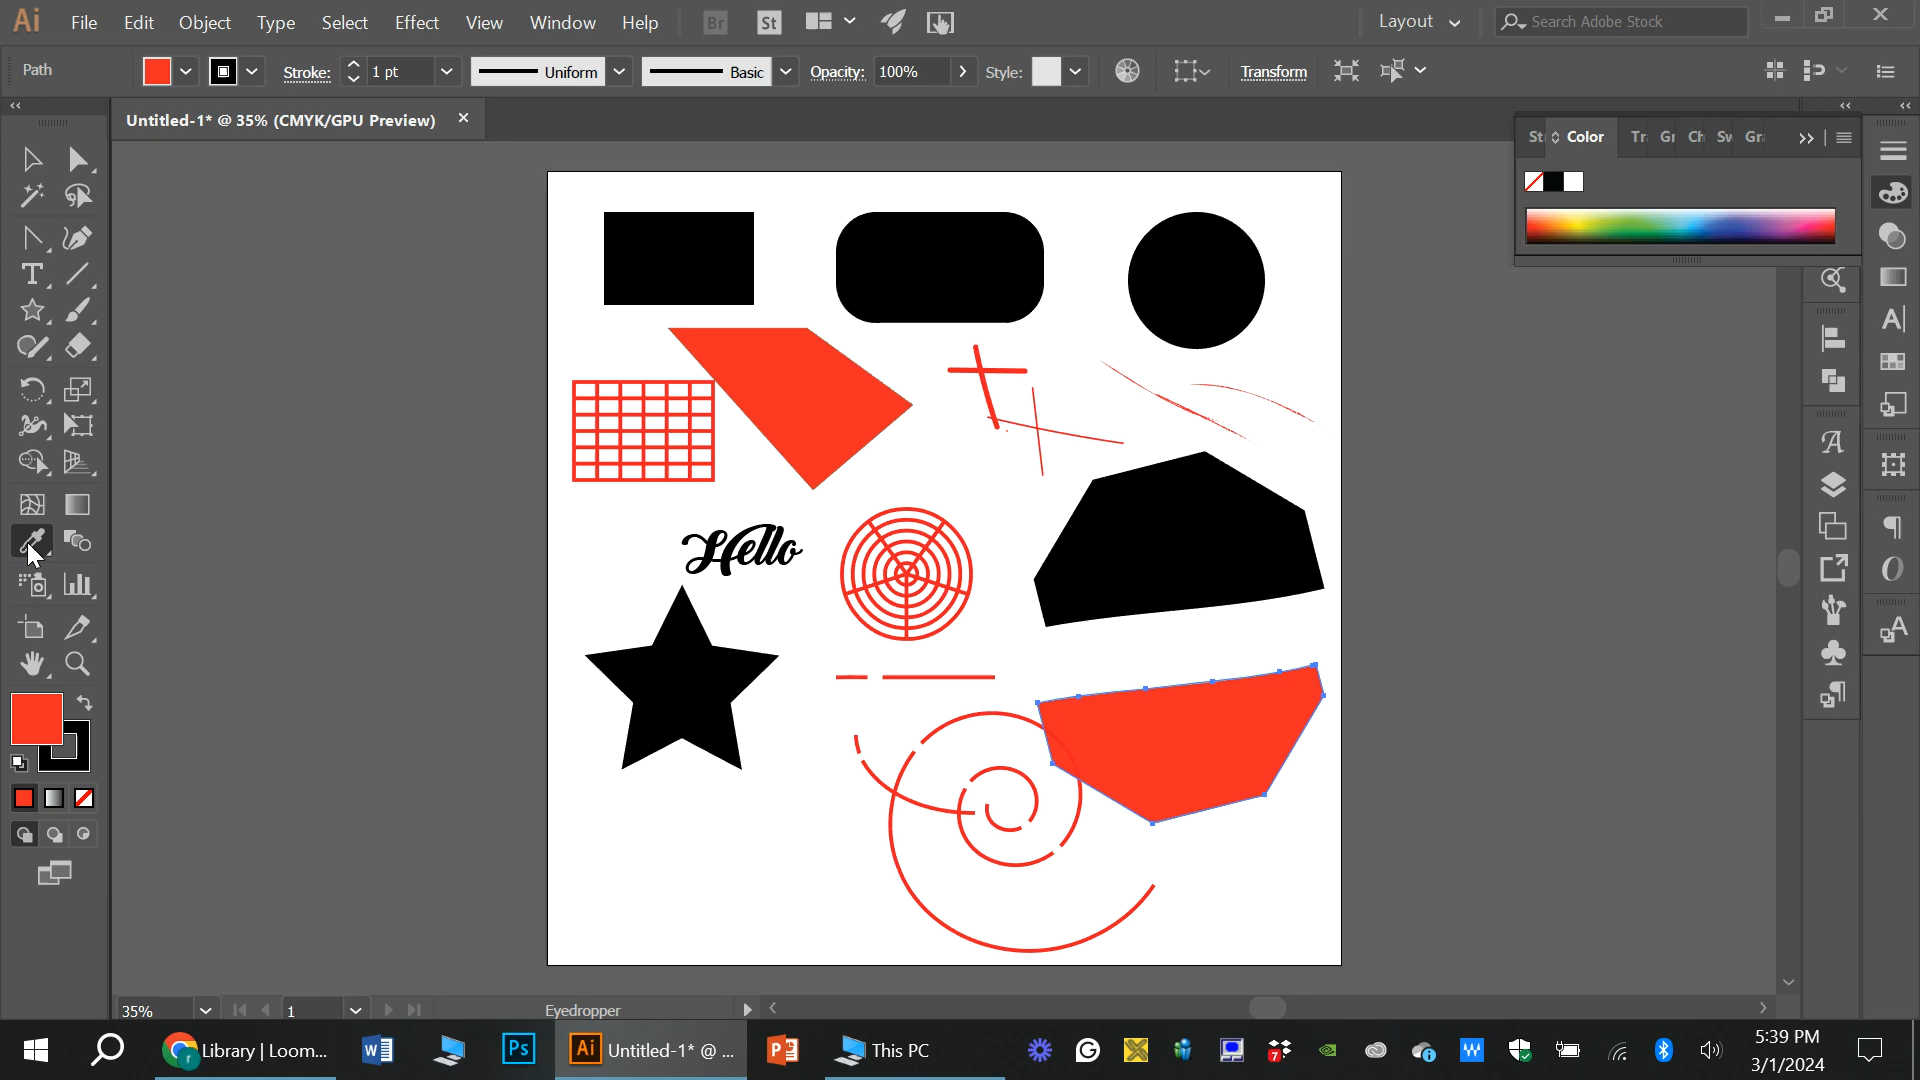 Ai File Edit Object Type Select Effect View Window Help Br St Layout Search Adobe Stock
Path Stroke: 1 pt Uniform Basic Opacity: 100% Style: Transform
Untitled-1* @ 35% (CMYK/GPU Preview)
Color
Hello
35% 1 Eyedropper
Library | Loom... Ps Ai Untitled-1* @ ... This PC
5:39 PM
3/1/2024